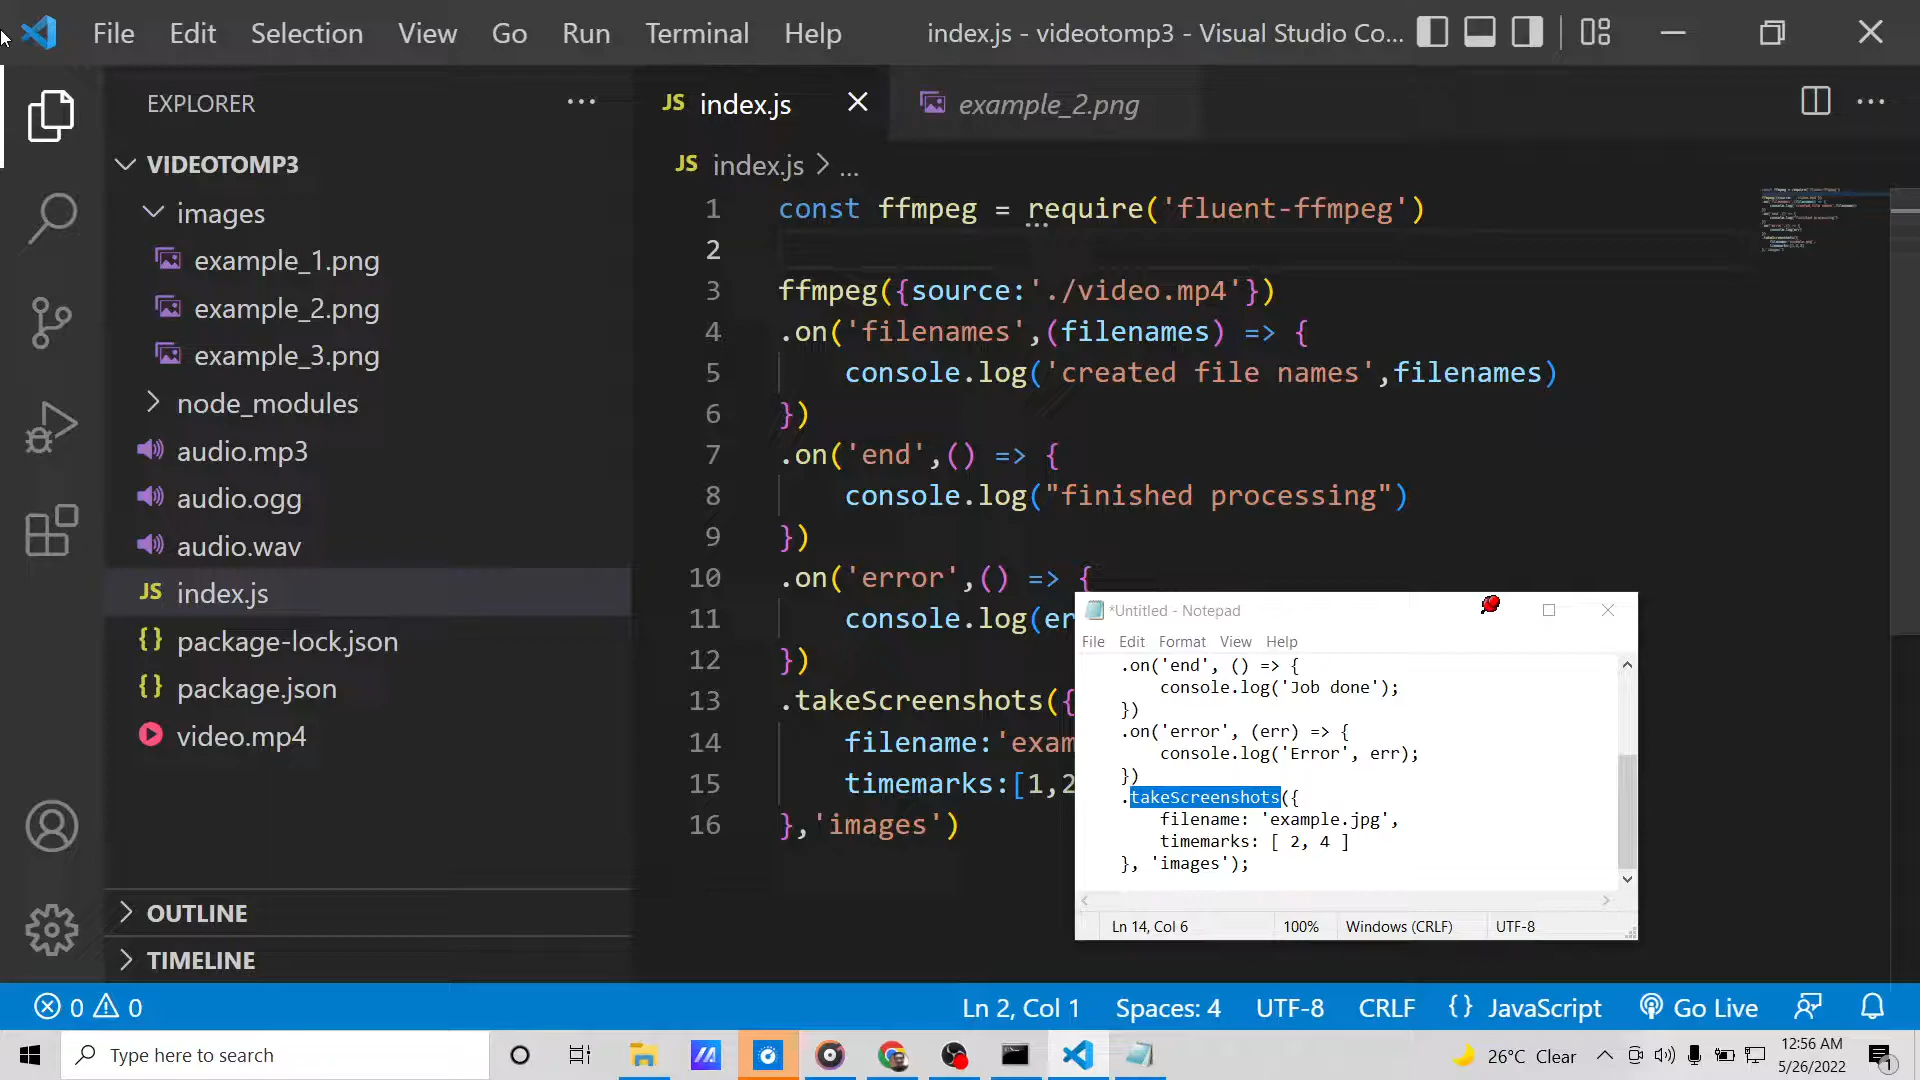 File Edit Selection View Go Run Terminal Help index.js - videotomp3 - Visual Studio Co...
EXPLORER ...
VIDEOTOMP3
images
example_1.png
example_2.png
example_3.png
node_modules
audio.mp3
audio.ogg
audio.wav
JS index.js
{} package-lock.json
{} package.json
video.mp4
OUTLINE
TIMELINE
JS index.js
example_2.png
JS index.js > ...
1 const ffmpeg = require('fluent-ffmpeg')
2
3 ffmpeg({source:'./video.mp4'})
4 .on('filenames',(filenames) => {
5 console.log('created file names',filenames)
6 })
7 .on('end',() => {
8 console.log("finished processing")
9 })
10 .on('error',() => {
11 console.log(er
12 })
13 .takeScreenshots({
14 filename:'exam
15 timemarks:[1,2
16 },'images')
*Untitled - Notepad
File Edit Format View Help
.on('end', () => {
console.log('Job done');
})
.on('error', (err) => {
console.log('Error', err);
})
.takeScreenshots({
filename: 'example.jpg',
timemarks: [ 2, 4 ]
}, 'images');
Ln 14, Col 6 100% Windows (CRLF) UTF-8
0 0 Ln 2, Col 1 Spaces: 4 UTF-8 CRLF {} JavaScript Go Live
Type here to search
26°C Clear
12:56 AM
5/26/2022
1